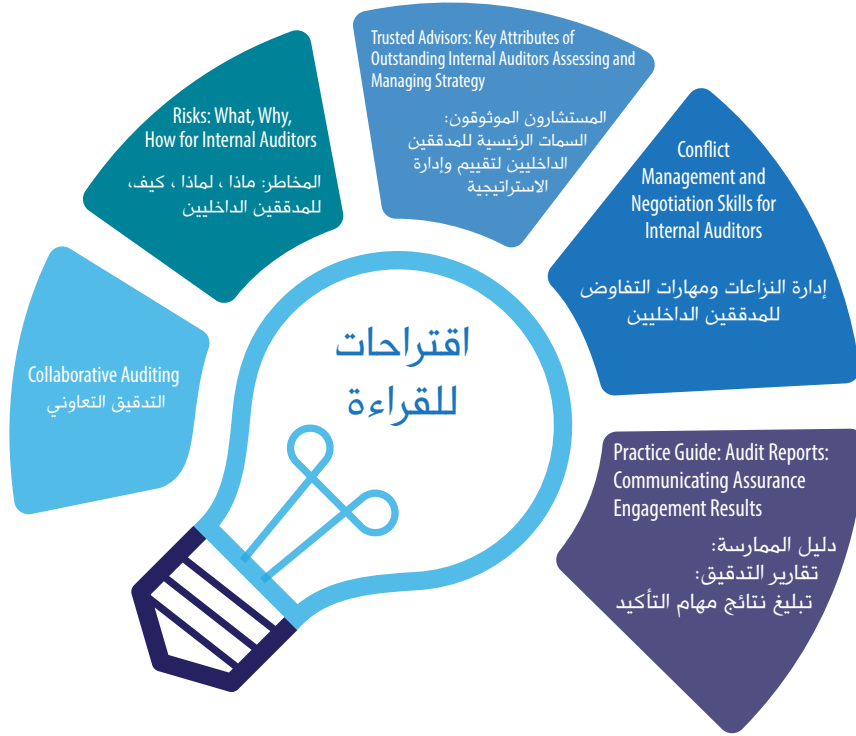 Collaborative Auditing
التدقيق التعاوني
Risks: What, Why,
How for Internal Auditors
المخاطر: ماذا ، لماذا ، كيف،
للمدققين الداخليين
Trusted Advisors: Key Attributes of
Outstanding Internal Auditors Assessing and
Managing Strategy
المستشارون الموثوقون:
السمات الرئيسية للمدققين
الداخليين لتقييم وإدارة
الاستراتيجية
Conflict
Management and
Negotiation Skills for
Internal Auditors
إدارة النزاعات ومهارات التفاوض
للمدققين الداخليين
Practice Guide: Audit Reports:
Communicating Assurance
Engagement Results
دليل الممارسة:
تقارير التدقيق:
تبليغ نتائج مهام التأكيد
اقتراحات
للقراءة